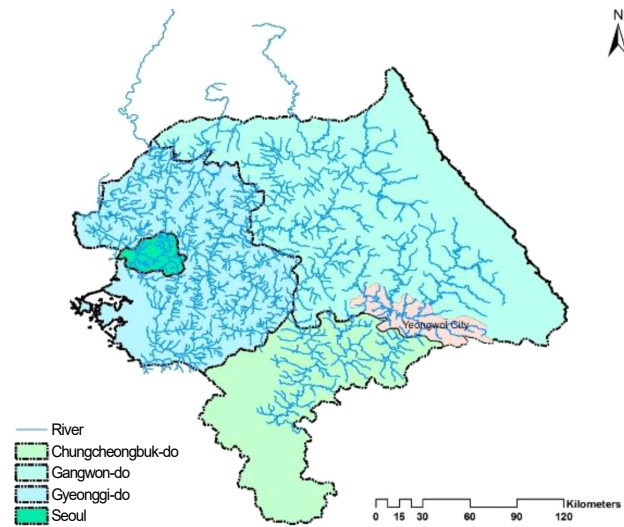 N
Yeongwol City
River
Chungcheongbuk-do
Gangwon-do
Gyeonggi-do
Seoul
Kilometers
0 15 30 60 90 120